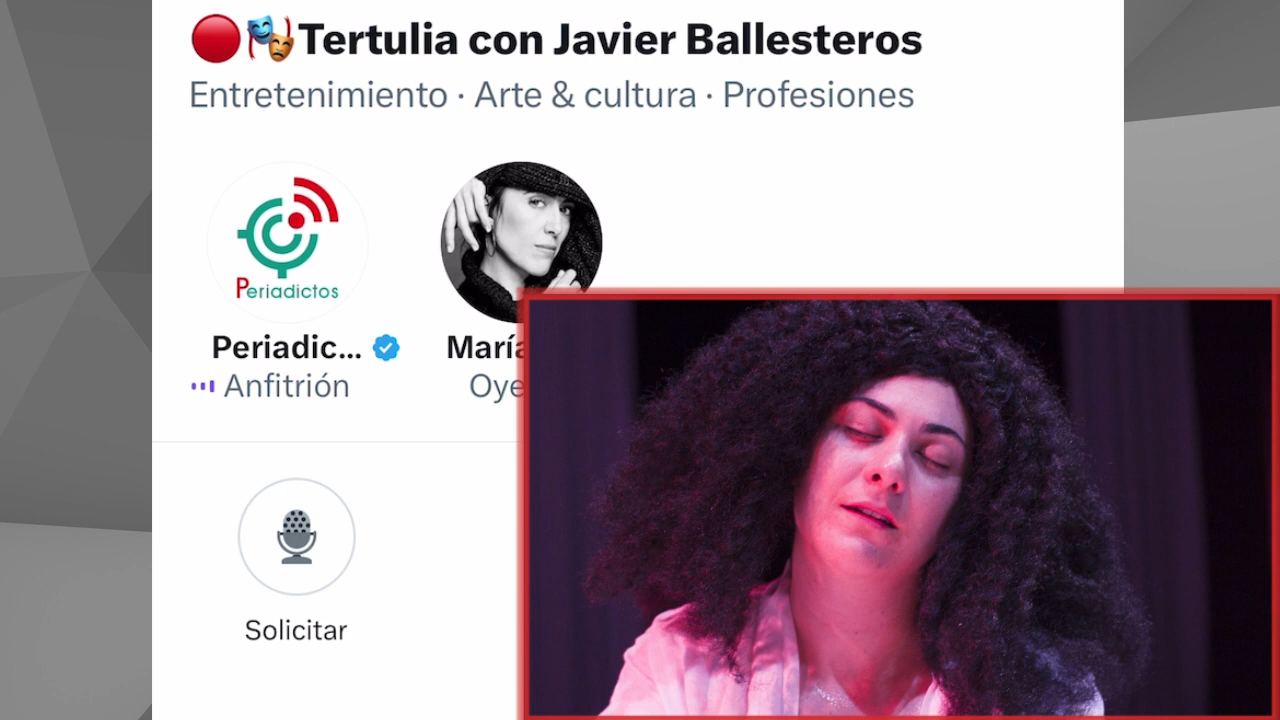 Tertulia con Javier Ballesteros
Entretenimiento · Arte & cultura · Profesiones
Periadictos
Periadic...
María
Anfitrión
Oye
Solicitar